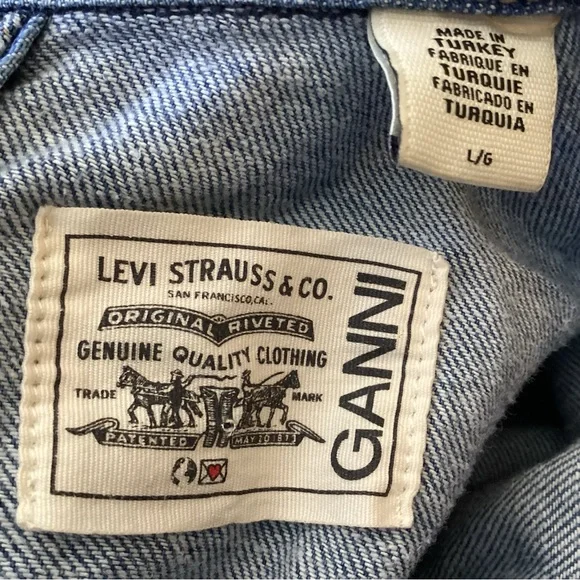 MADE IN
TURKEY
FABRIQUE EN
TURQUIE
FABRICADO EN
TURQUIA
L/G
LEVI STRAUSS & CO.
SAN FRANCISCO, CAL.
ORIGINAL RIVETED
GENUINE QUALITY CLOTHING
TRADE MARK
PATENTED MAY 20 1873
GANNI